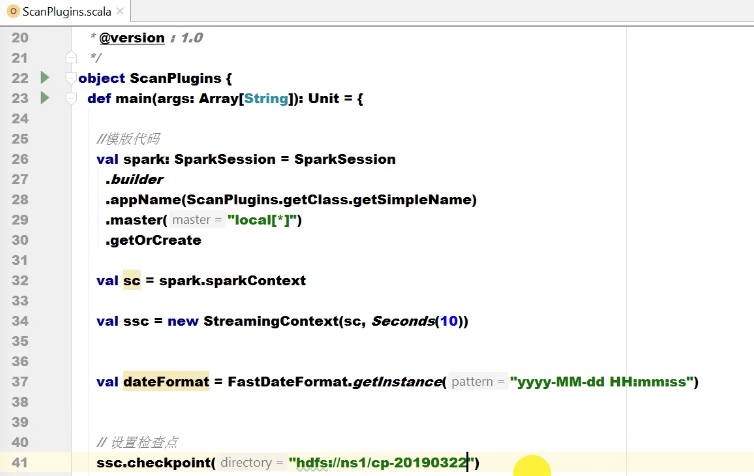 ScanPlugins.scala
20 * @version : 1.0
21 */
22 object ScanPlugins {
23 def main(args: Array[String]): Unit = {
24
25 //模版代码
26 val spark: SparkSession = SparkSession
27 .builder
28 .appName(ScanPlugins.getClass.getSimpleName)
29 .master( master = "local[*]")
30 .getOrCreate
31
32 val sc = spark.sparkContext
33
34 val ssc = new StreamingContext(sc, Seconds(10))
35
36
37 val dateFormat = FastDateFormat.getInstance( pattern = "yyyy-MM-dd HH:mm:ss")
38
39
40 // 设置检查点
41 ssc.checkpoint( directory = "hdfs://ns1/cp-20190322")